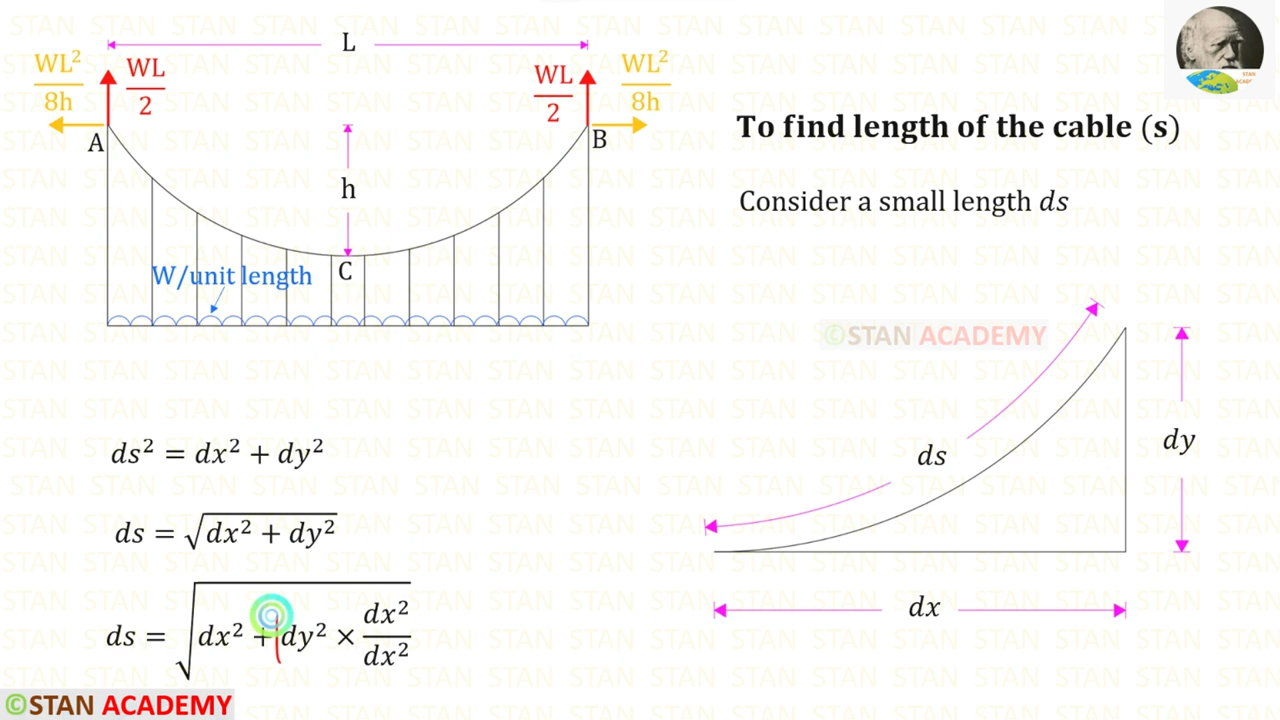 L
WL²/8h
WL/2
WL/2
WL²/8h
A
B
h
C
W/unit length
To find length of the cable (s)
Consider a small length ds
©STAN ACADEMY
ds
dy
dx
ds² = dx² + dy²
ds = √(dx² + dy²)
ds = √(dx² + dy² × dx²/dx²)
©STAN ACADEMY